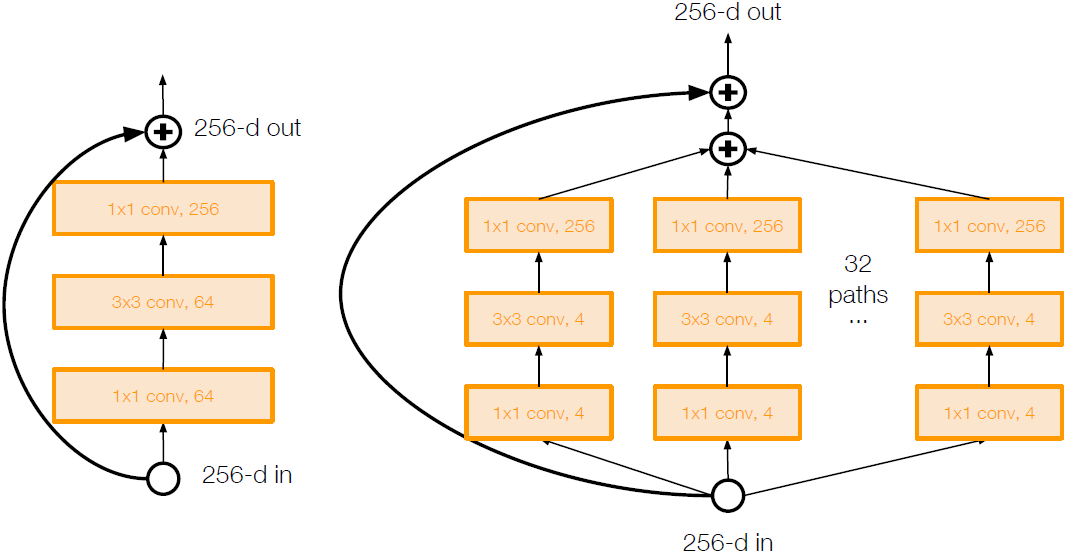 256-d out
1x1 conv, 256
3x3 conv, 64
1x1 conv, 64
256-d in
256-d out
1x1 conv, 256
1x1 conv, 256
1x1 conv, 256
32
paths
...
3x3 conv, 4
3x3 conv, 4
3x3 conv, 4
1x1 conv, 4
1x1 conv, 4
1x1 conv, 4
256-d in